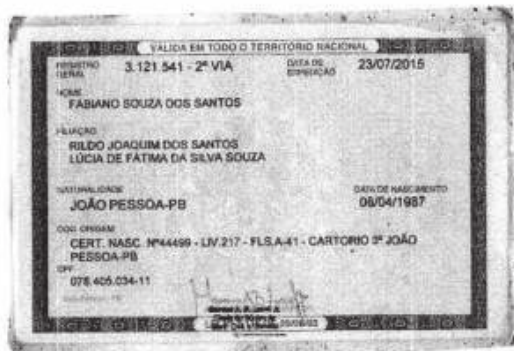 VÁLIDA EM TODO O TERRITÓRIO NACIONAL
REGISTRO GERAL 3.121.541 - 2ª VIA DATA DE EXPEDIÇÃO 23/07/2015
NOME
FABIANO SOUZA DOS SANTOS
FILIAÇÃO
RILDO JOAQUIM DOS SANTOS
LÚCIA DE FÁTIMA DA SILVA SOUZA
NATURALIDADE DATA DE NASCIMENTO
JOÃO PESSOA-PB 06/04/1987
DOC ORIGEM
CERT. NASC. Nº44499 - LIV.217 - FLS.A-41 - CARTORIO 3º JOÃO
PESSOA-PB
CPF
078.405.034-11